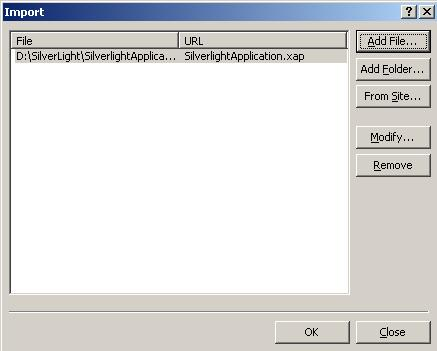 Import
File URL
D:\SilverLight\SilverlightApplica... SilverlightApplication.xap
Add File...
Add Folder...
From Site...
Modify...
Remove
OK
Close